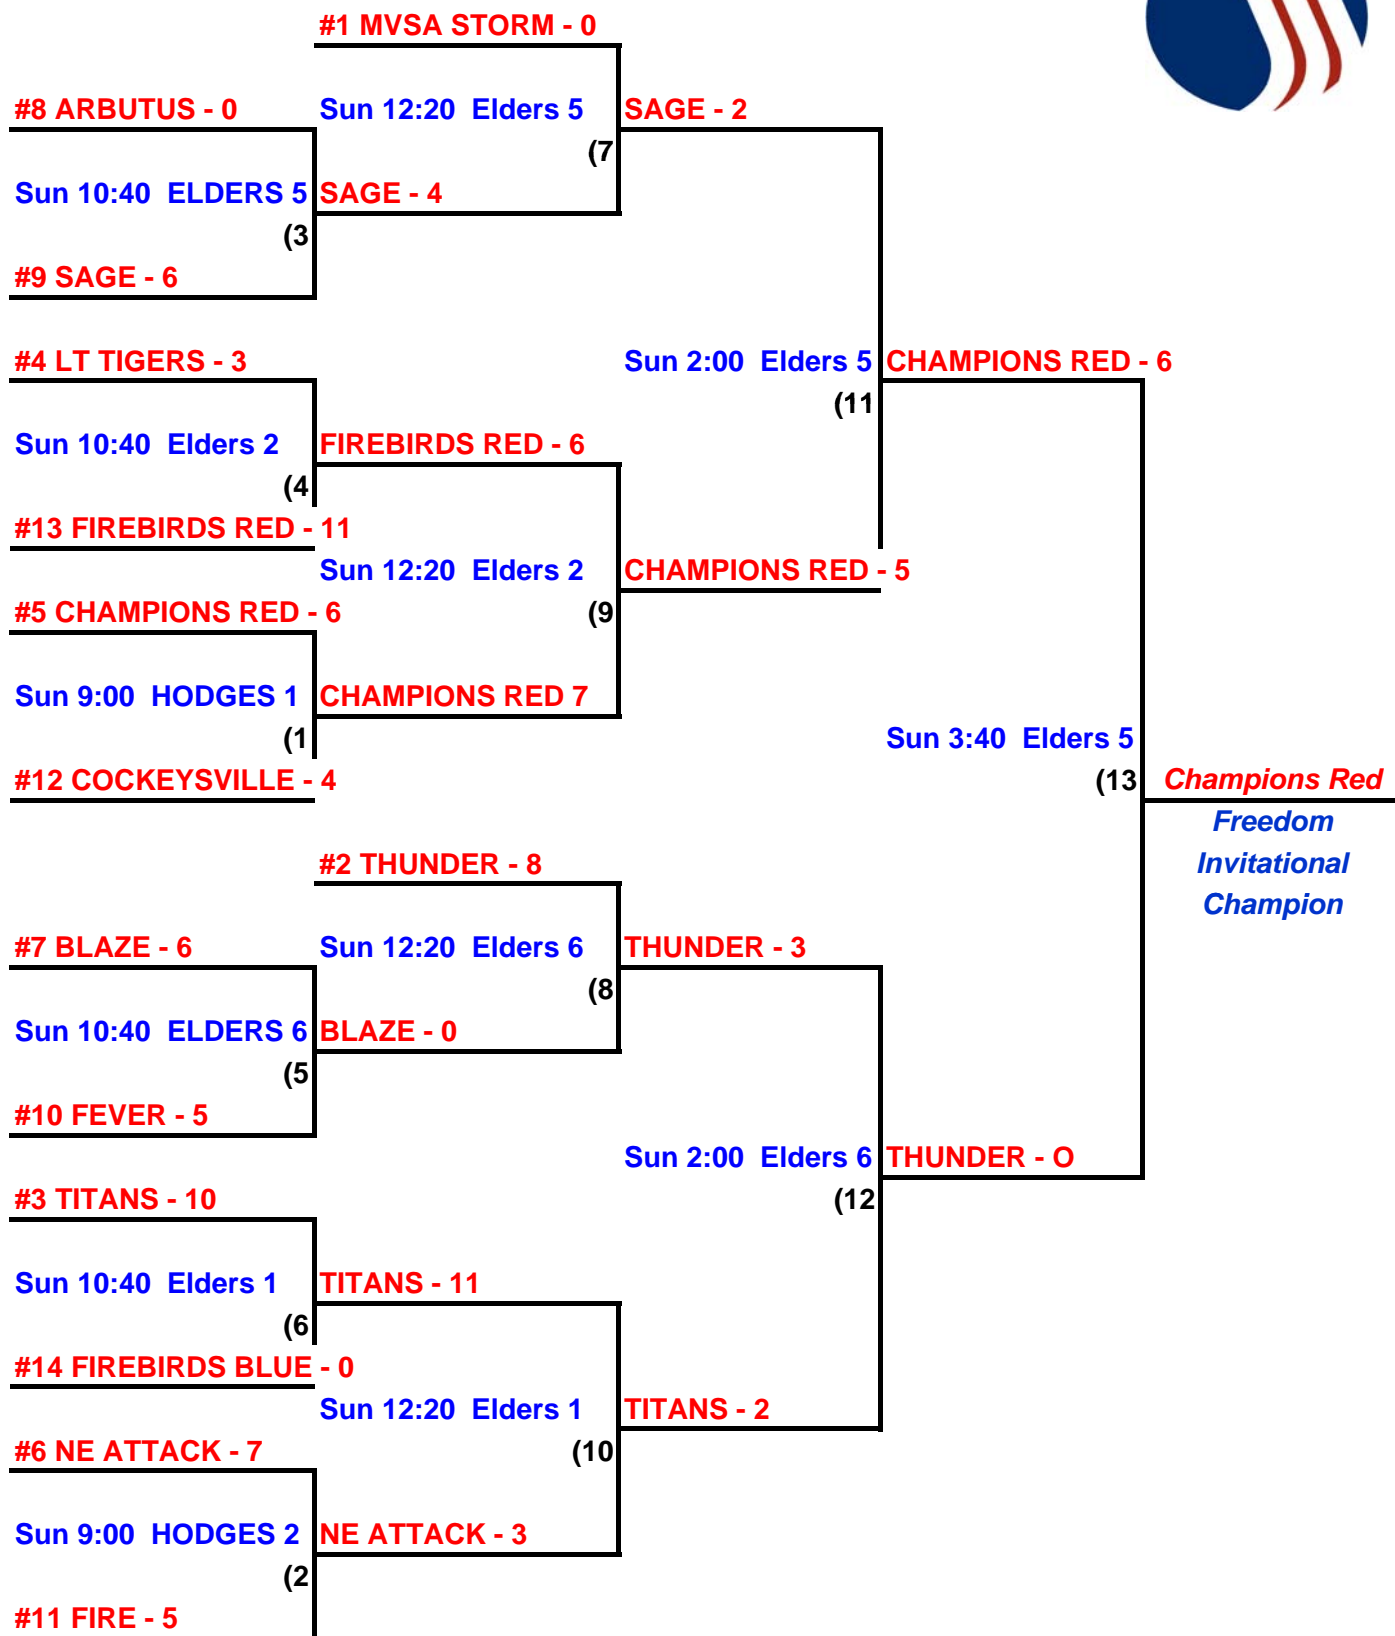 #1 MVSA STORM - 0
#8 ARBUTUS - 0
Sun 12:20 Elders 5
SAGE - 2
(7
Sun 10:40 ELDERS 5
SAGE - 4
(3
#9 SAGE - 6
#4 LT TIGERS - 3
Sun 2:00 Elders 5
CHAMPIONS RED - 6
(11
Sun 10:40 Elders 2
FIREBIRDS RED - 6
(4
#13 FIREBIRDS RED - 11
Sun 12:20 Elders 2
CHAMPIONS RED - 5
#5 CHAMPIONS RED - 6
(9
Sun 9:00 HODGES 1
CHAMPIONS RED 7
(1
Sun 3:40 Elders 5
#12 COCKEYSVILLE - 4
(13
Champions Red
Freedom
Invitational
Champion
#2 THUNDER - 8
#7 BLAZE - 6
Sun 12:20 Elders 6
THUNDER - 3
(8
Sun 10:40 ELDERS 6
BLAZE - 0
(5
#10 FEVER - 5
Sun 2:00 Elders 6
THUNDER - O
(12
#3 TITANS - 10
Sun 10:40 Elders 1
TITANS - 11
(6
#14 FIREBIRDS BLUE - 0
Sun 12:20 Elders 1
TITANS - 2
#6 NE ATTACK - 7
(10
Sun 9:00 HODGES 2
NE ATTACK - 3
(2
#11 FIRE - 5